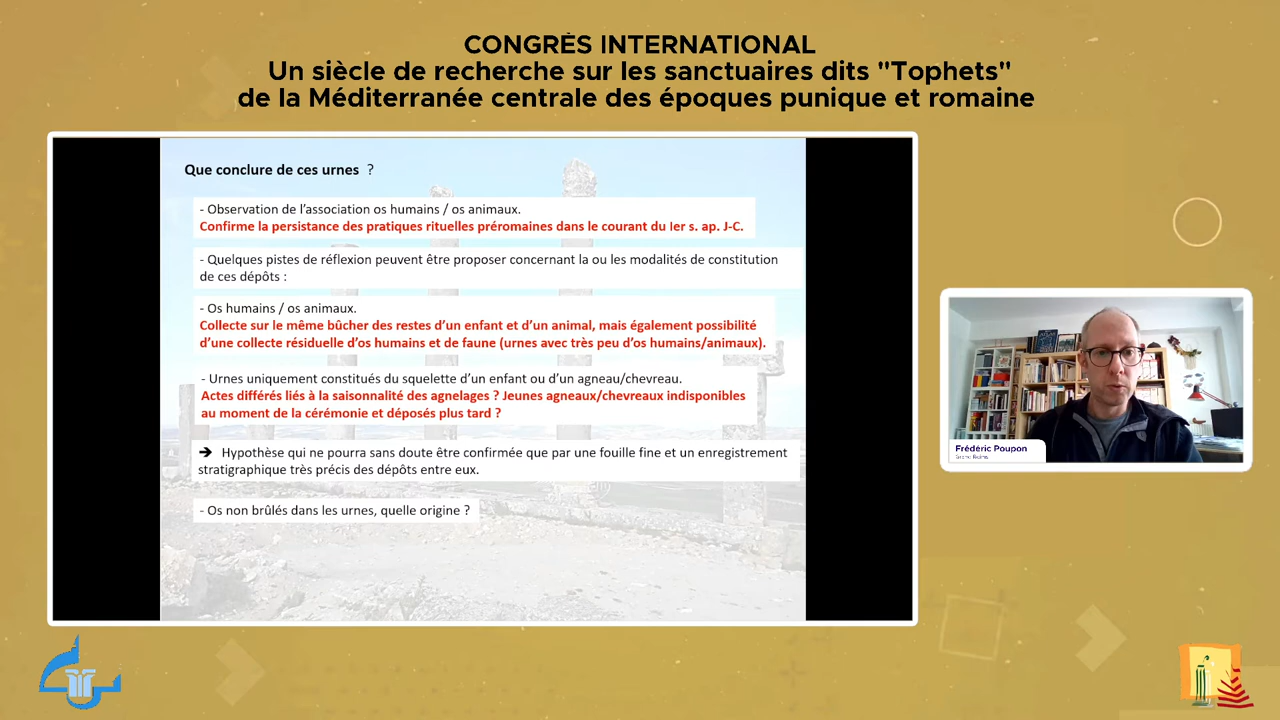 CONGRÈS INTERNATIONAL
Un siècle de recherche sur les sanctuaires dits "Tophets"
de la Méditerranée centrale des époques punique et romaine
Que conclure de ces urnes ?
- Observation de l'association os humains / os animaux.
Confirme la persistance des pratiques rituelles préromaines dans le courant du Ier s. ap. J-C.
- Quelques pistes de réflexion peuvent être proposer concernant la ou les modalités de constitution
de ces dépôts :
- Os humains / os animaux.
Collecte sur le même bûcher des restes d'un enfant et d'un animal, mais également possibilité
d'une collecte résiduelle d'os humains et de faune (urnes avec très peu d'os humains/animaux).
- Urnes uniquement constitués du squelette d'un enfant ou d'un agneau/chevreau.
Actes différés liés à la saisonnalité des agnelages ? Jeunes agneaux/chevreaux indisponibles
au moment de la cérémonie et déposés plus tard ?
➔ Hypothèse qui ne pourra sans doute être confirmée que par une fouille fine et un enregistrement
stratigraphique très précis des dépôts entre eux.
- Os non brûlés dans les urnes, quelle origine ?
Frédéric Poupon